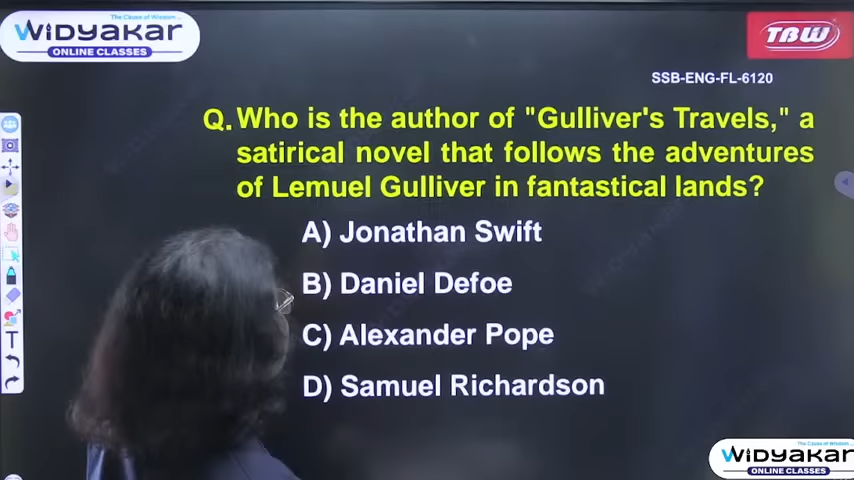 The Cause of Wisdom ...
WIDYAKAR
ONLINE CLASSES
TBW
SSB-ENG-FL-6120
Q. Who is the author of "Gulliver's Travels," a
satirical novel that follows the adventures
of Lemuel Gulliver in fantastical lands?
A) Jonathan Swift
B) Daniel Defoe
C) Alexander Pope
D) Samuel Richardson
T
The Cause of Wisdom ...
WIDYAKAR
ONLINE CLASSES